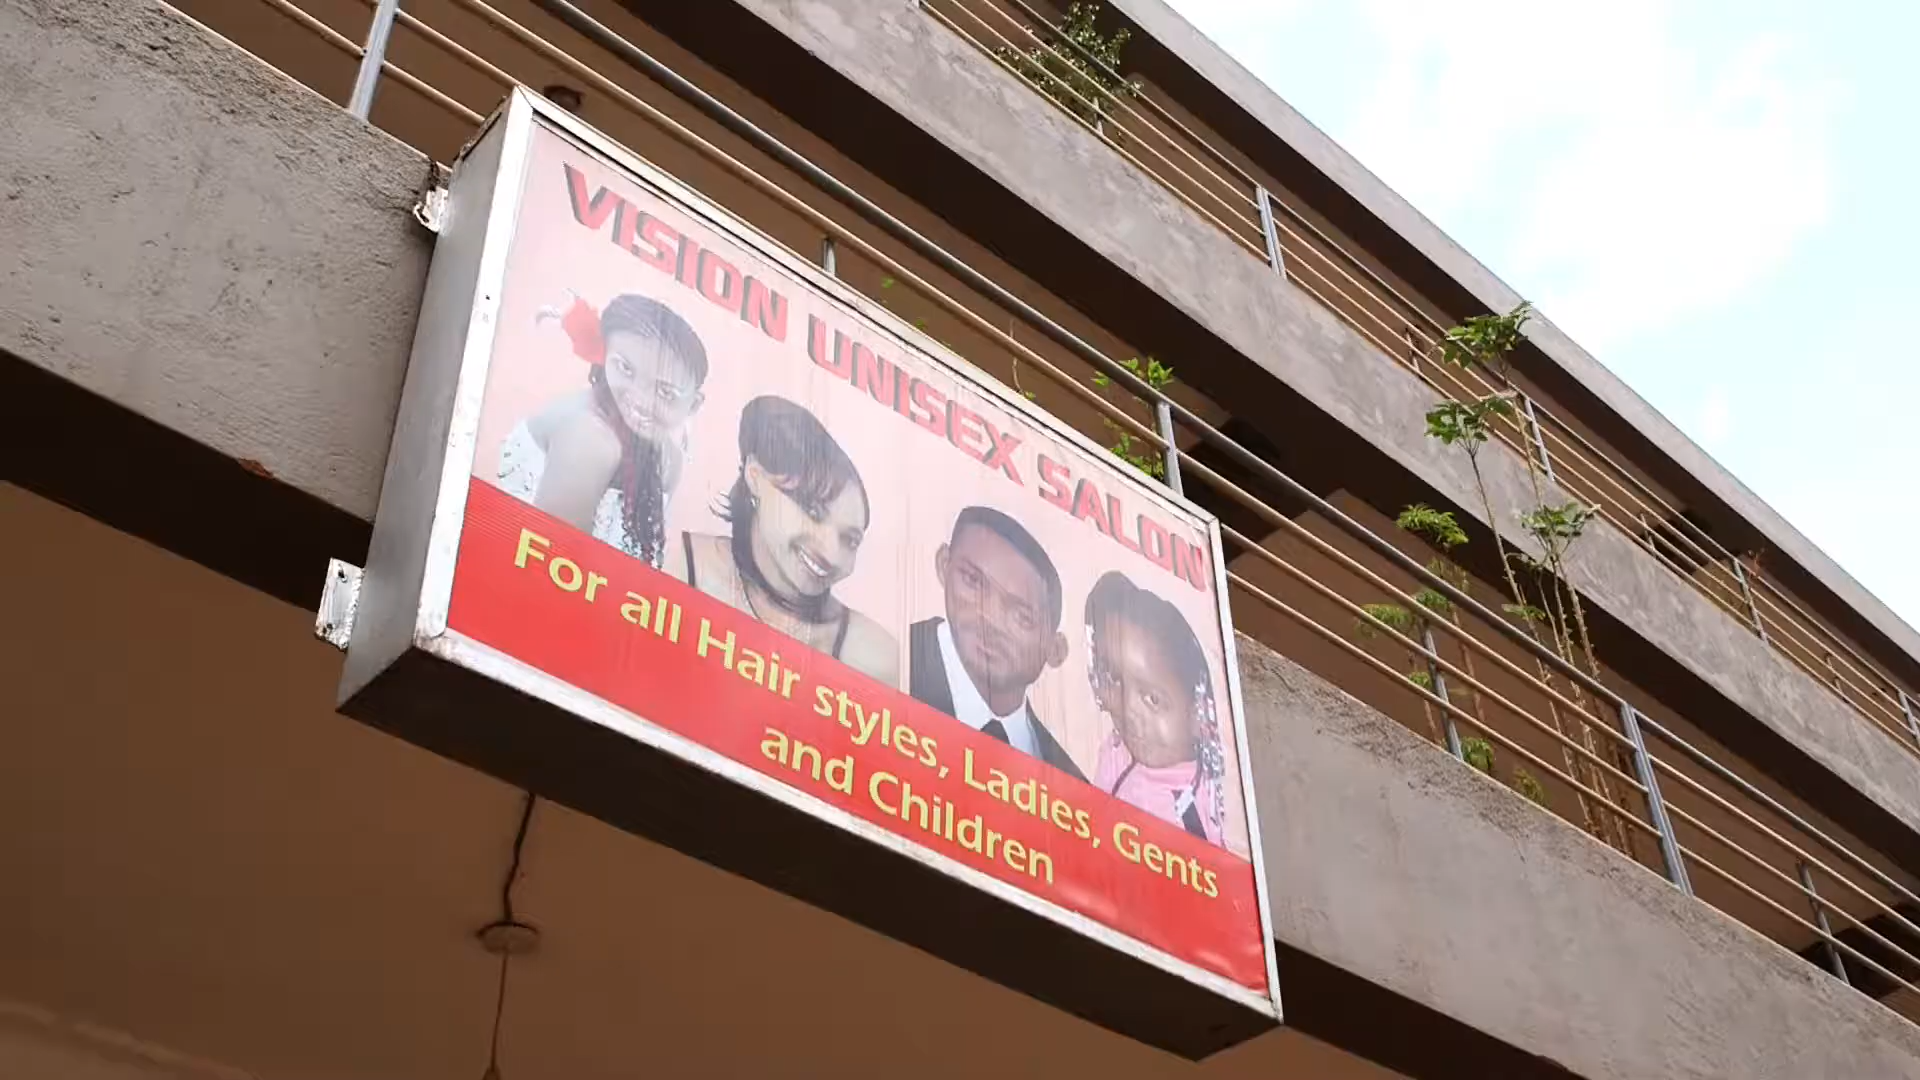 VISION UNISEX SALON
For all Hair styles, Ladies, Gents
and Children